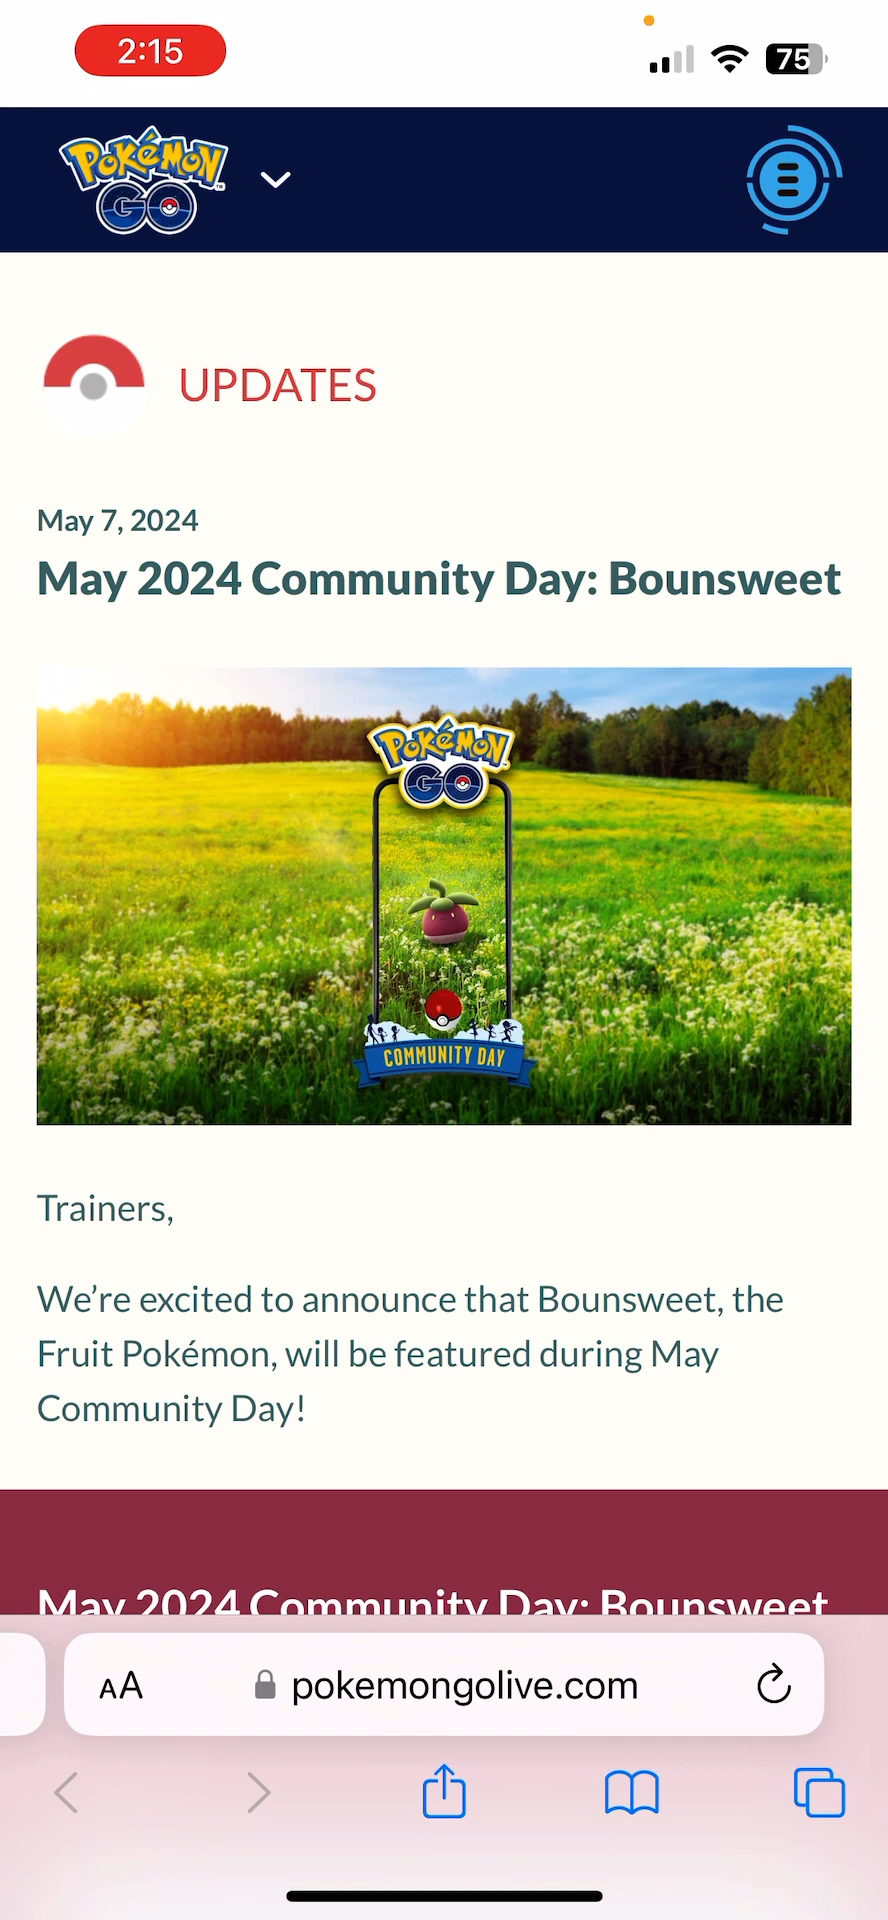 2:15
75
POKÉMON
GO
UPDATES
May 7, 2024
May 2024 Community Day: Bounsweet
POKÉMON
GO
COMMUNITY DAY
Trainers,
We’re excited to announce that Bounsweet, the
Fruit Pokémon, will be featured during May
Community Day!
May 2024 Community Day: Bounsweet
AA
pokemongolive.com